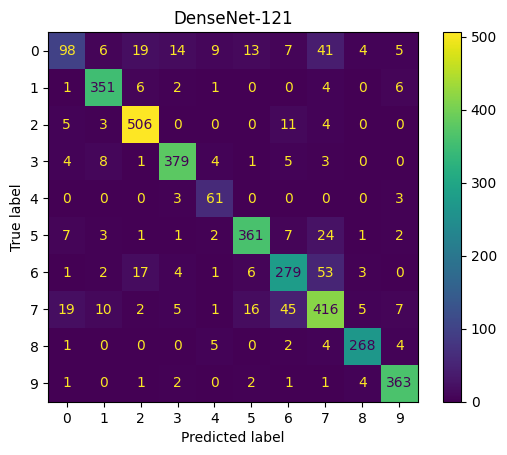 DenseNet-121
0 98 6 19 14 9 13 7 41 4 5
1 1 351 6 2 1 0 0 4 0 6
2 5 3 506 0 0 0 11 4 0 0
3 4 8 1 379 4 1 5 3 0 0
4 0 0 0 3 61 0 0 0 0 3
5 7 3 1 1 2 361 7 24 1 2
6 1 2 17 4 1 6 279 53 3 0
7 19 10 2 5 1 16 45 416 5 7
8 1 0 0 0 5 0 2 4 268 4
9 1 0 1 2 0 2 1 1 4 363
0 1 2 3 4 5 6 7 8 9
Predicted label
True label
500
400
300
200
100
0